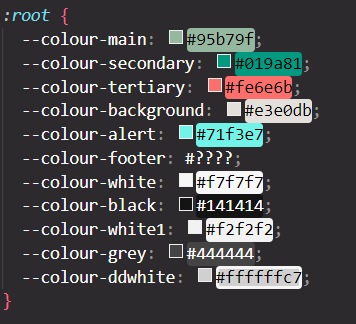 :root {
--colour-main: #95b79f;
--colour-secondary: #019a81;
--colour-tertiary: #fe6e6b;
--colour-background: #e3e0db;
--colour-alert: #71f3e7;
--colour-footer: #????;
--colour-white: #f7f7f7;
--colour-black: #141414;
--colour-white1: #f2f2f2;
--colour-grey: #444444;
--colour-ddwhite: #ffffffc7;
}